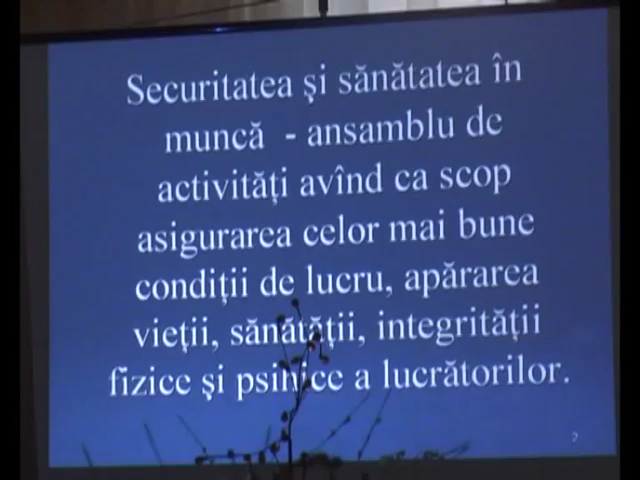 Securitatea şi sănătatea în
muncă - ansamblu de
activităţi avînd ca scop
asigurarea celor mai bune
condiţii de lucru, apărarea
vieţii, sănătăţii, integrităţii
fizice şi psihice a lucrătorilor.
2